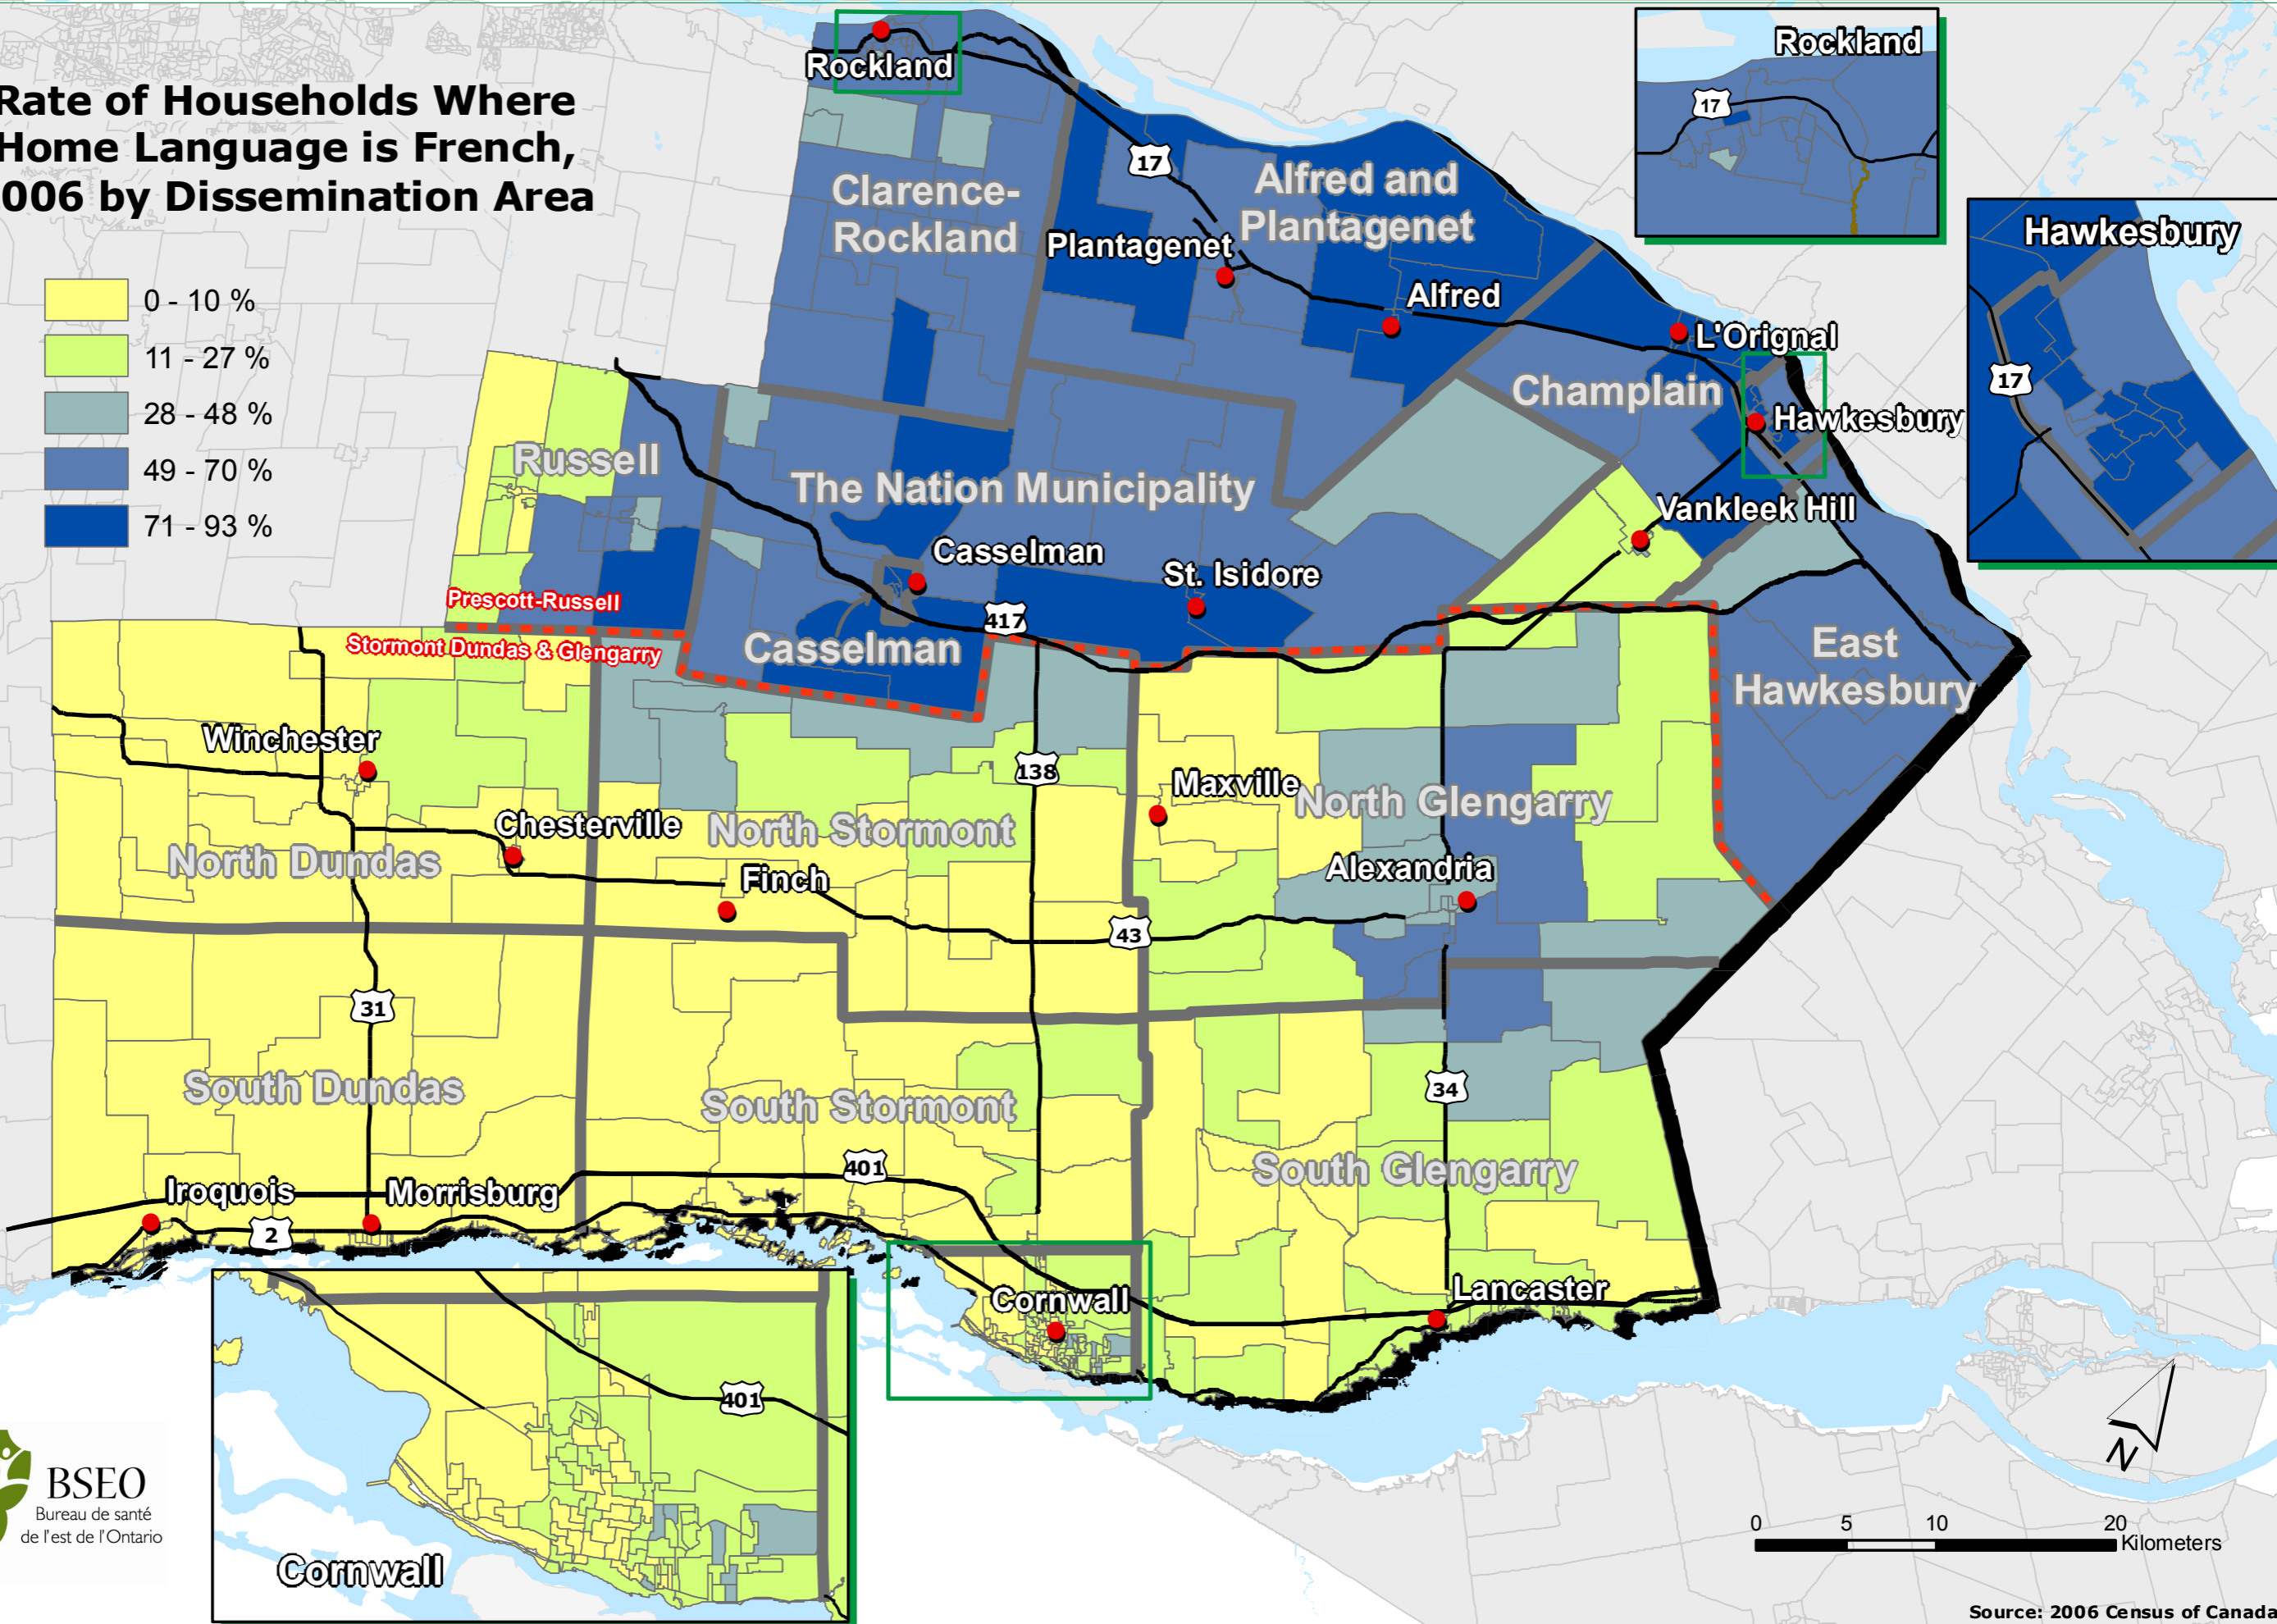 Rate of Households Where
Home Language is French,
006 by Dissemination Area
0 - 10 %
11 - 27 %
28 - 48 %
49 - 70 %
71 - 93 %
Rockland
Clarence-
Rockland
17
Alfred and
Plantagenet
Plantagenet
Alfred
L'Orignal
Champlain
Hawkesbury
Vankleek Hill
Rockland
17
Hawkesbury
17
Russell
The Nation Municipality
Casselman
St. Isidore
417
Casselman
Prescott-Russell
Stormont Dundas & Glengarry
East
Hawkesbury
Winchester
138
Maxville
North Glengarry
Chesterville
North Stormont
North Dundas
Finch
Alexandria
43
31
South Dundas
South Stormont
34
401
South Glengarry
Iroquois
Morrisburg
2
Cornwall
Lancaster
401
Cornwall
BSEO
Bureau de santé
de l'est de l'Ontario
N
0 5 10 20
Kilometers
Source: 2006 Census of Canada